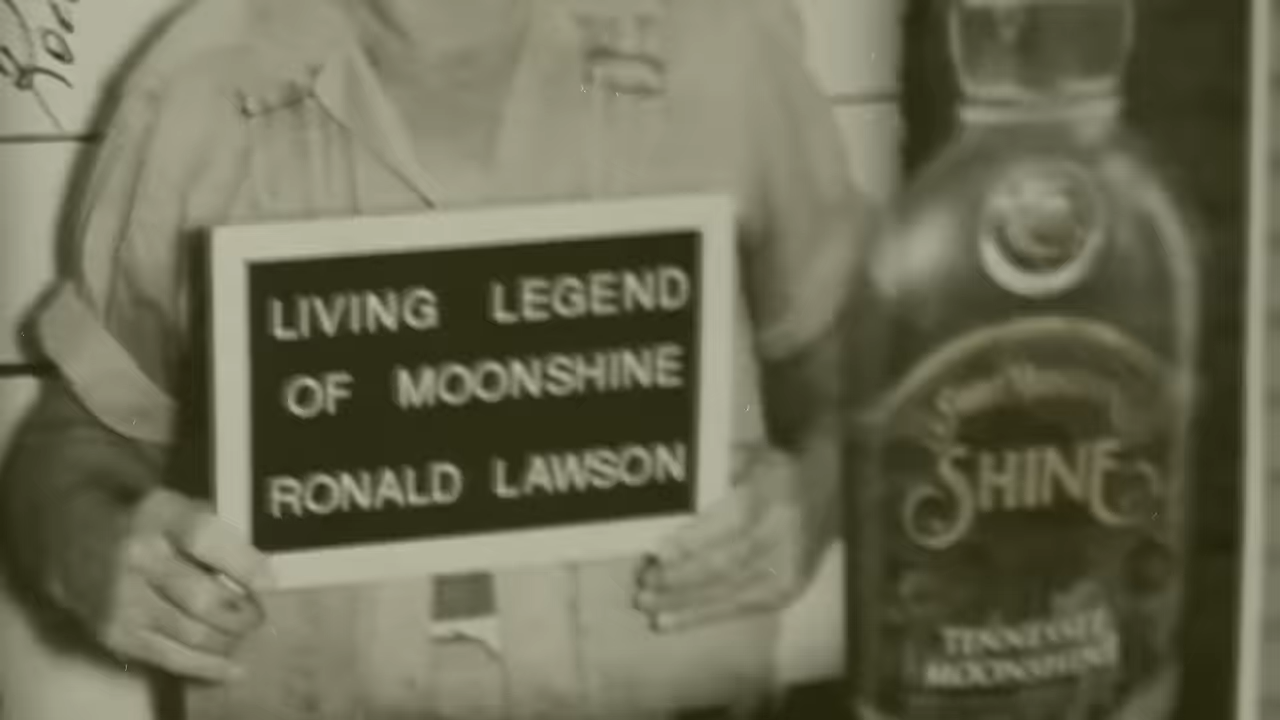 LIVING LEGEND
OF MOONSHINE
RONALD LAWSON
SHINE
TENNESSEE
MOONSHINE